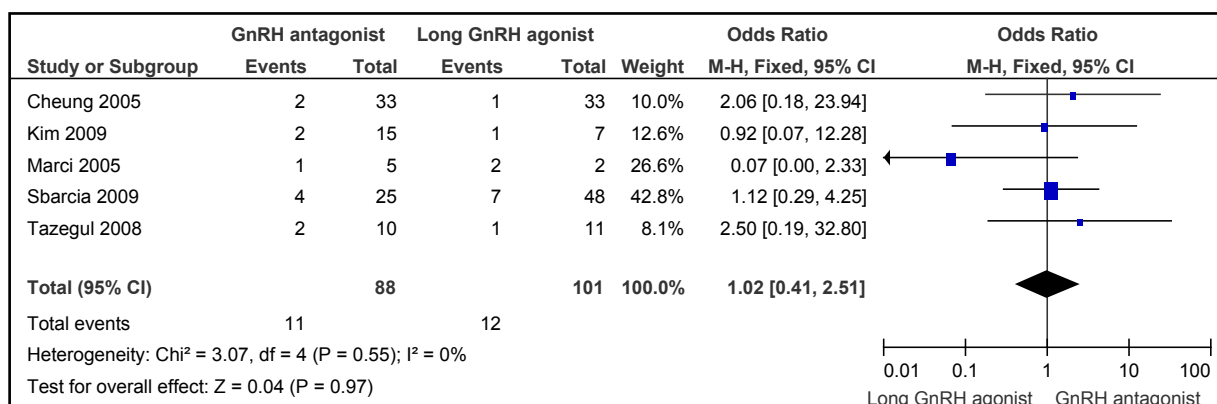 GnRH antagonist Long GnRH agonist Odds Ratio Odds Ratio
Study or Subgroup Events Total Events Total Weight M-H, Fixed, 95% CI M-H, Fixed, 95% CI
Cheung 2005 2 33 1 33 10.0% 2.06 [0.18, 23.94]
Kim 2009 2 15 1 7 12.6% 0.92 [0.07, 12.28]
Marci 2005 1 5 2 2 26.6% 0.07 [0.00, 2.33]
Sbarcia 2009 4 25 7 48 42.8% 1.12 [0.29, 4.25]
Tazegul 2008 2 10 1 11 8.1% 2.50 [0.19, 32.80]
Total (95% CI) 88 101 100.0% 1.02 [0.41, 2.51]
Total events 11 12
Heterogeneity: Chi² = 3.07, df = 4 (P = 0.55); I² = 0%
Test for overall effect: Z = 0.04 (P = 0.97)
0.01 0.1 1 10 100
Long GnRH agonist GnRH antagonist